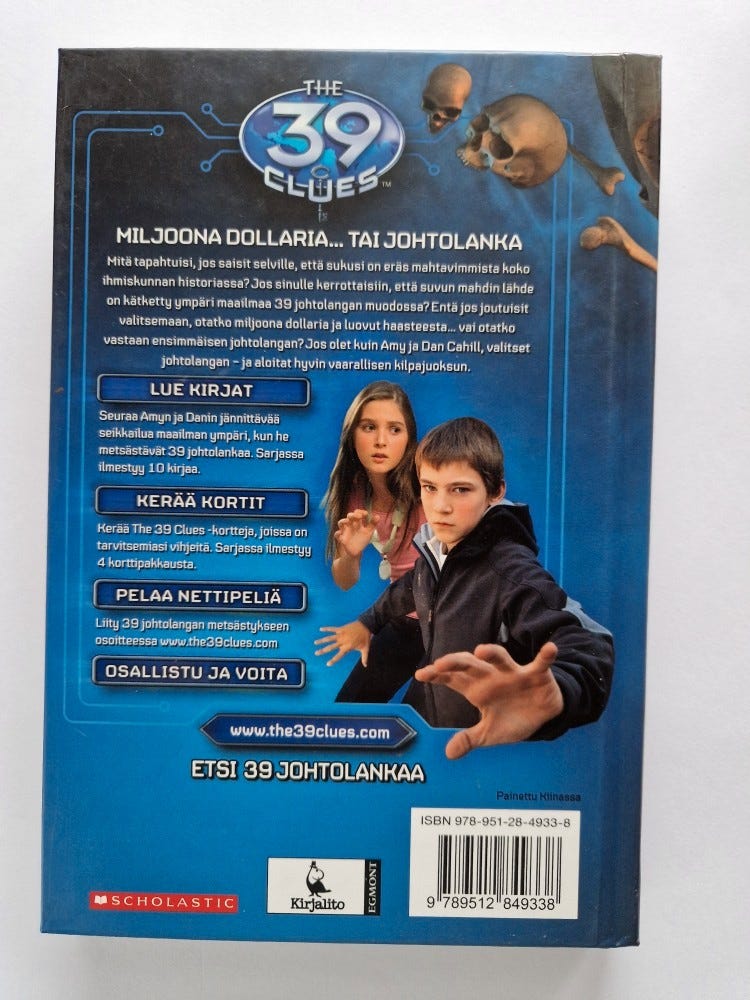 THE
39
CLUES™
MILJOONA DOLLARIA... TAI JOHTOLANKA
Mitä tapahtuisi, jos saisit selville, että sukusi on eräs mahtavimmista koko
ihmiskunnan historiassa? Jos sinulle kerrottaisiin, että suvun mahdin lähde
on kätketty ympäri maailmaa 39 johtolangan muodossa? Entä jos joutuisit
valitsemaan, otatko miljoona dollaria ja luovut haasteesta... vai otatko
vastaan ensimmäisen johtolangan? Jos olet kuin Amy ja Dan Cahill, valitset
johtolangan – ja aloitat hyvin vaarallisen kilpajuoksun.
LUE KIRJAT
Seuraa Amyn ja Danin jännittävää
seikkailua maailman ympäri, kun he
metsästävät 39 johtolankaa. Sarjassa
ilmestyy 10 kirjaa.
KERÄÄ KORTIT
Kerää The 39 Clues -kortteja, joissa on
tarvitsemiasi vihjeitä. Sarjassa ilmestyy
4 korttipakkausta.
PELAA NETTIPELIÄ
Liity 39 johtolangan metsästykseen
osoitteessa www.the39clues.com
OSALLISTU JA VOITA
www.the39clues.com
ETSI 39 JOHTOLANKAA
Painettu Kiinassa
ISBN 978-951-28-4933-8
9 789512 849338
SCHOLASTIC
Kirjalito
EGMONT